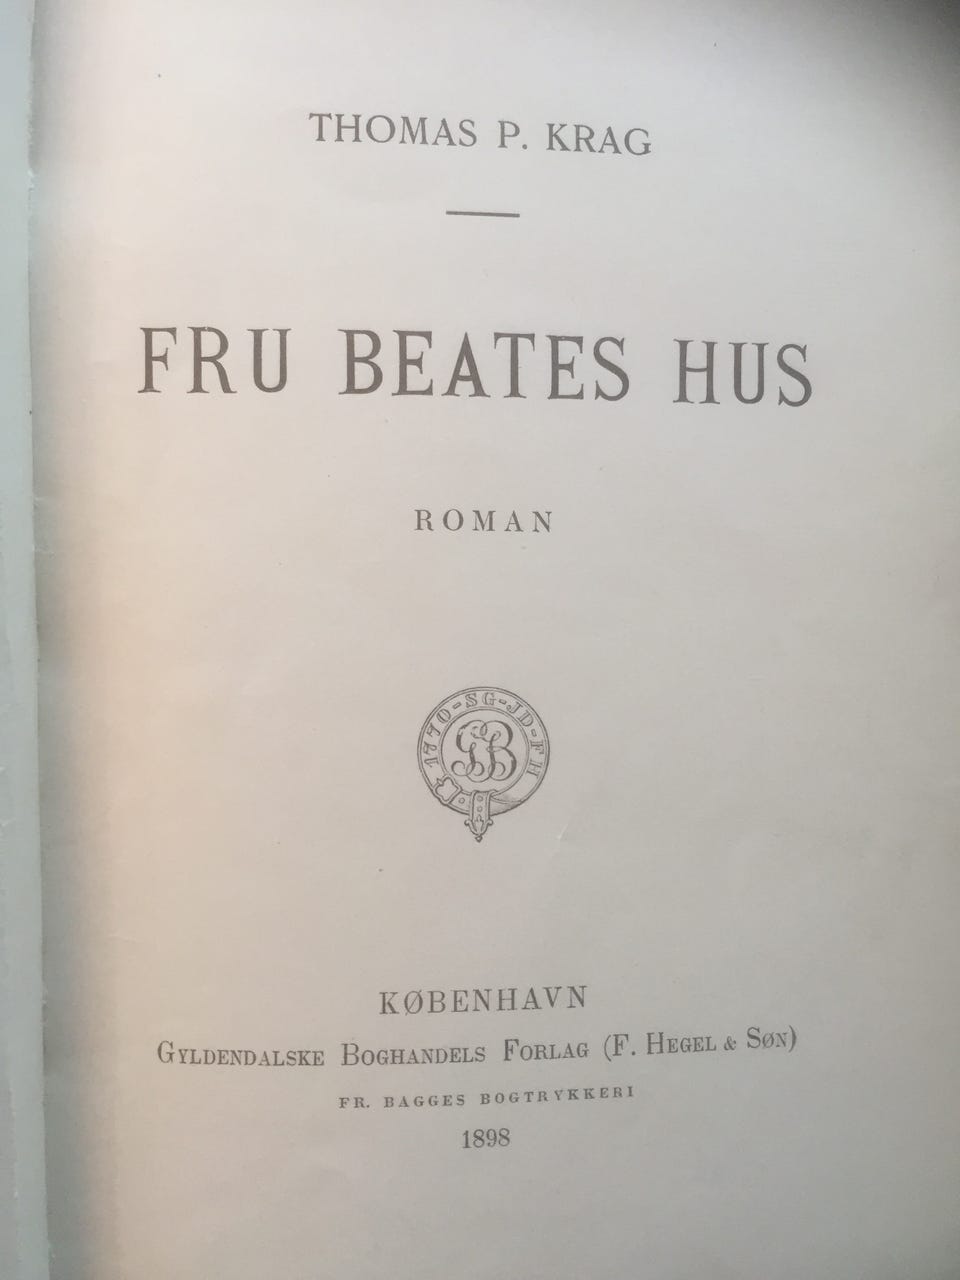 THOMAS P. KRAG
FRU BEATES HUS
ROMAN
1770-SG-JD-FH
GB
KØBENHAVN
GYLDENDALSKE BOGHANDELS FORLAG (F. HEGEL & SØN)
FR. BAGGES BOGTRYKKERI
1898